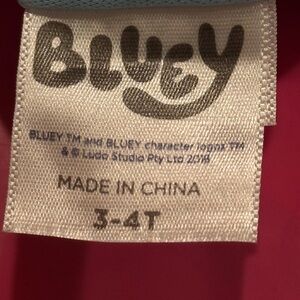 BLUEY
BLUEY TM and BLUEY character logos TM
& © Ludo Studio Pty Ltd 2018
MADE IN CHINA
3-4T